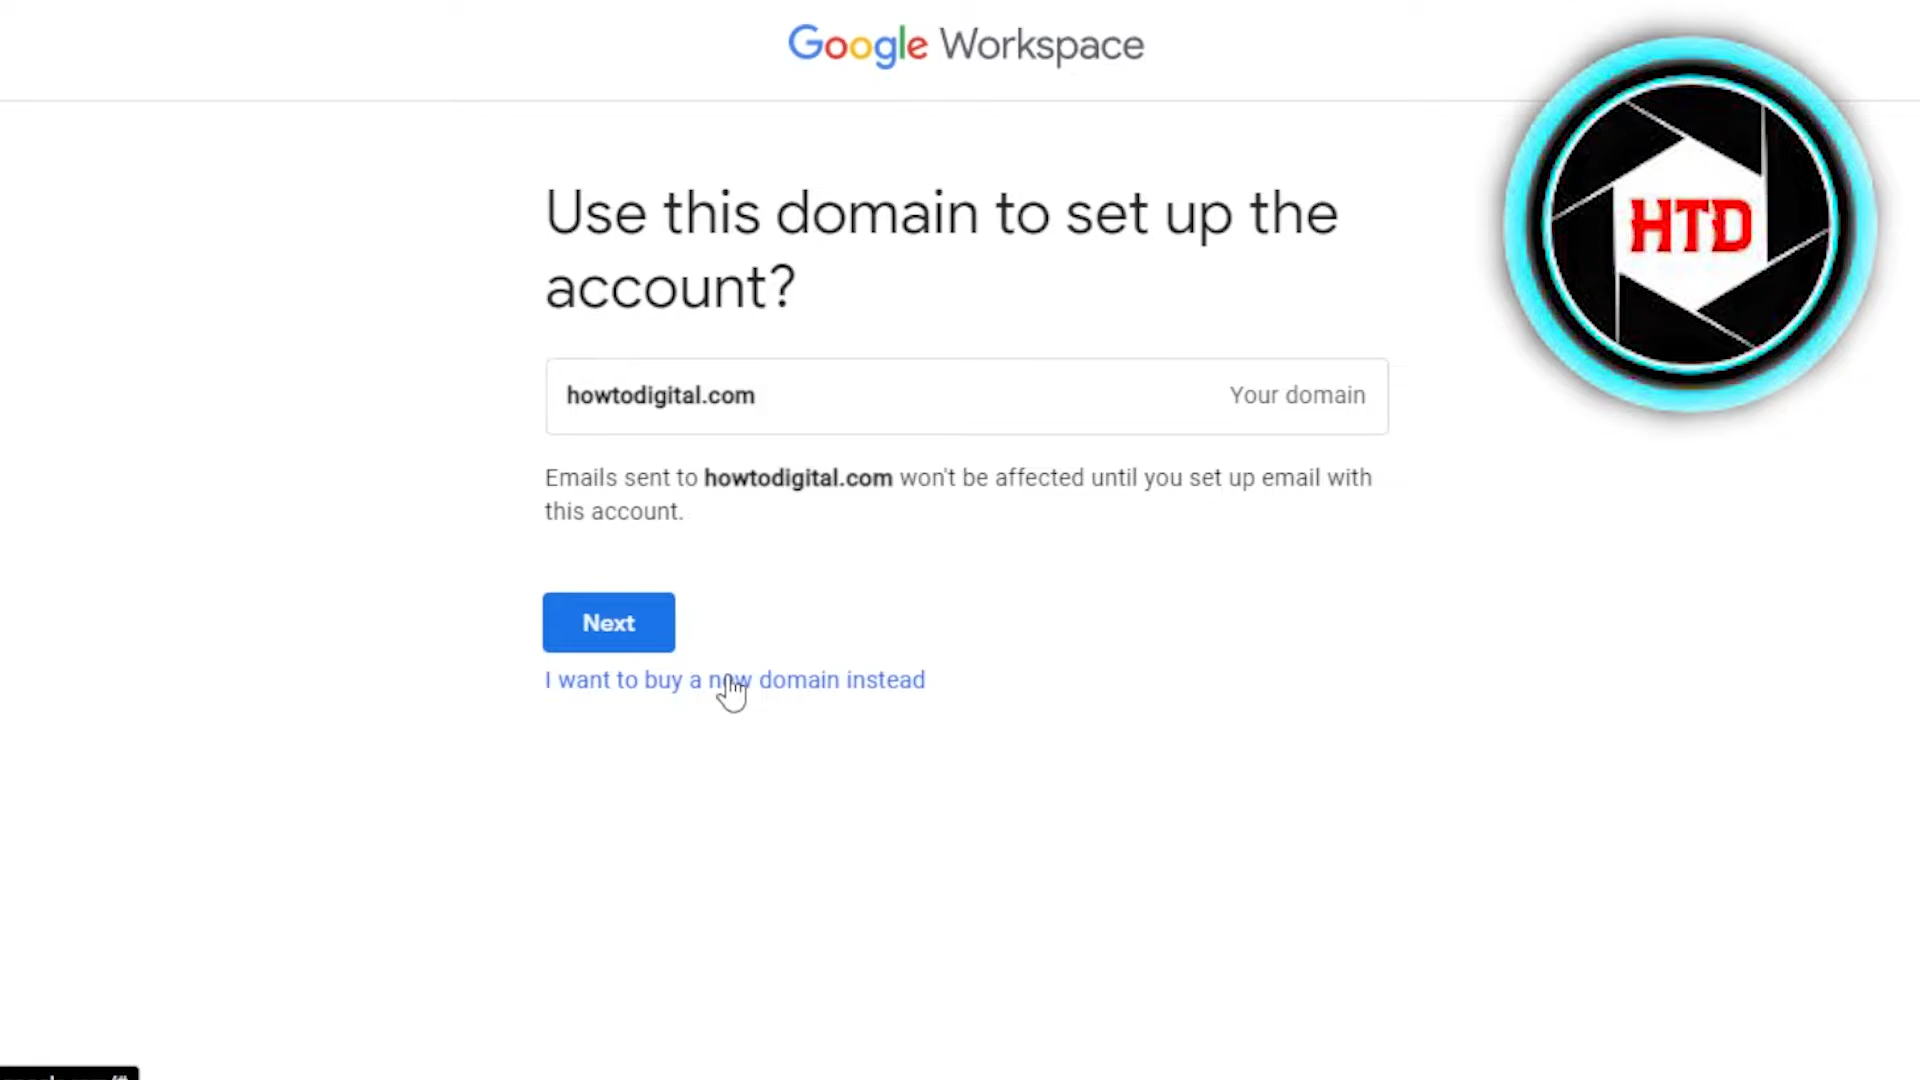 Google Workspace
HTD
Use this domain to set up the
account?
howtodigital.com Your domain
Emails sent to howtodigital.com won't be affected until you set up email with
this account.
Next
I want to buy a new domain instead